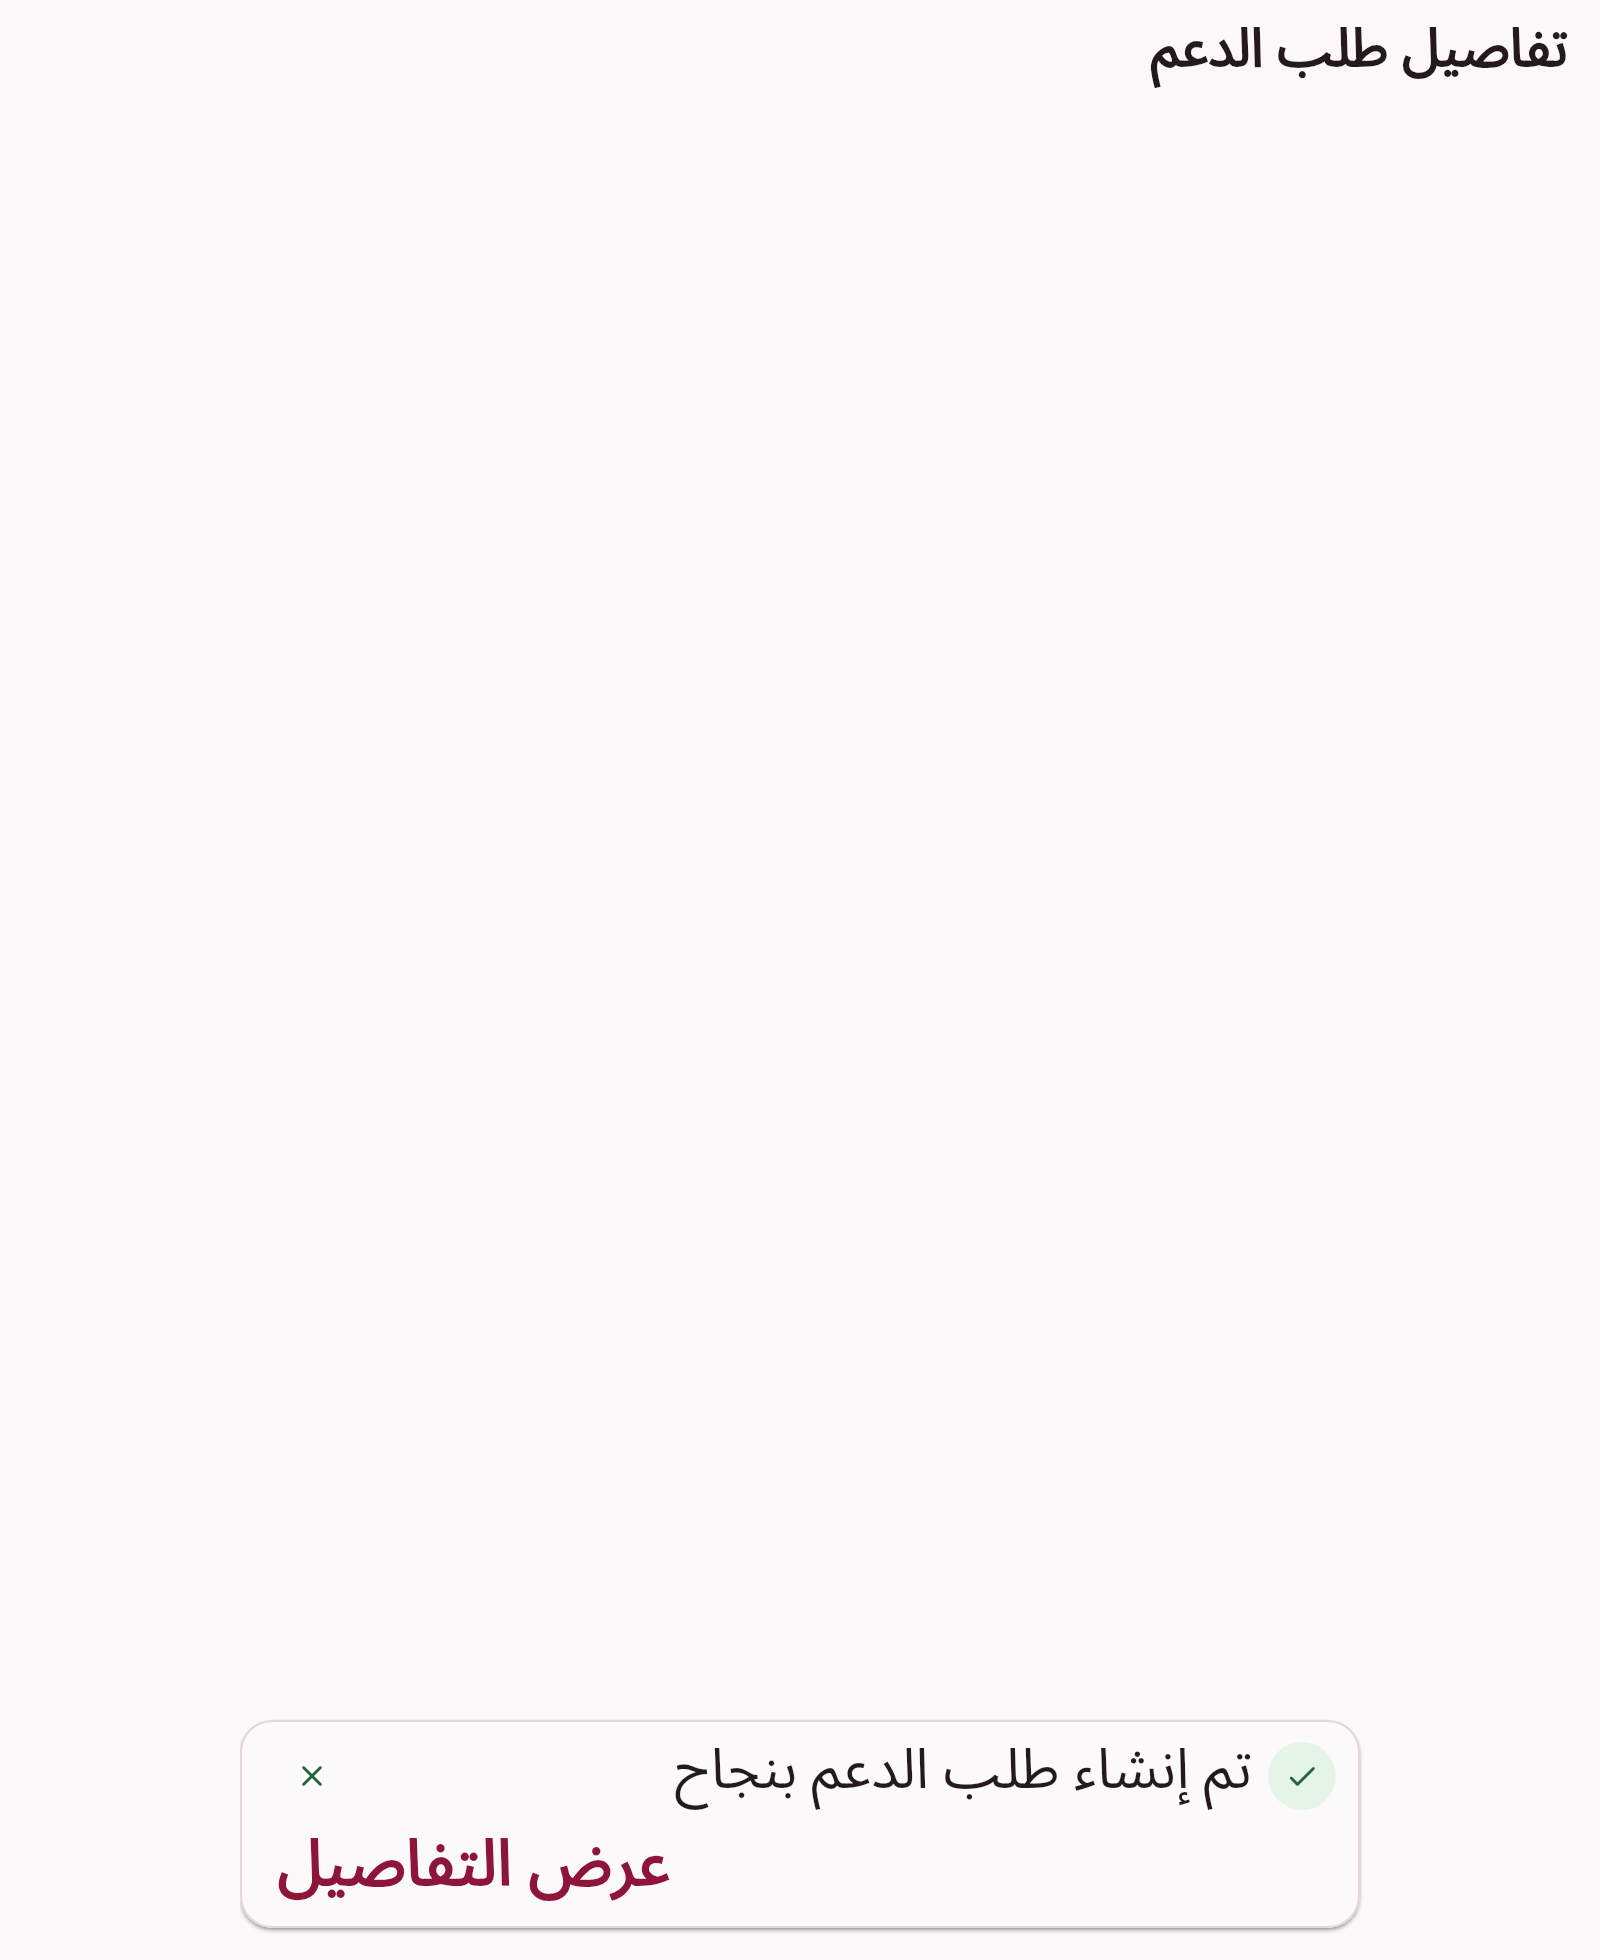 تفاصيل طلب الدعم
تم إنشاء طلب الدعم بنجاح
عرض التفاصيل